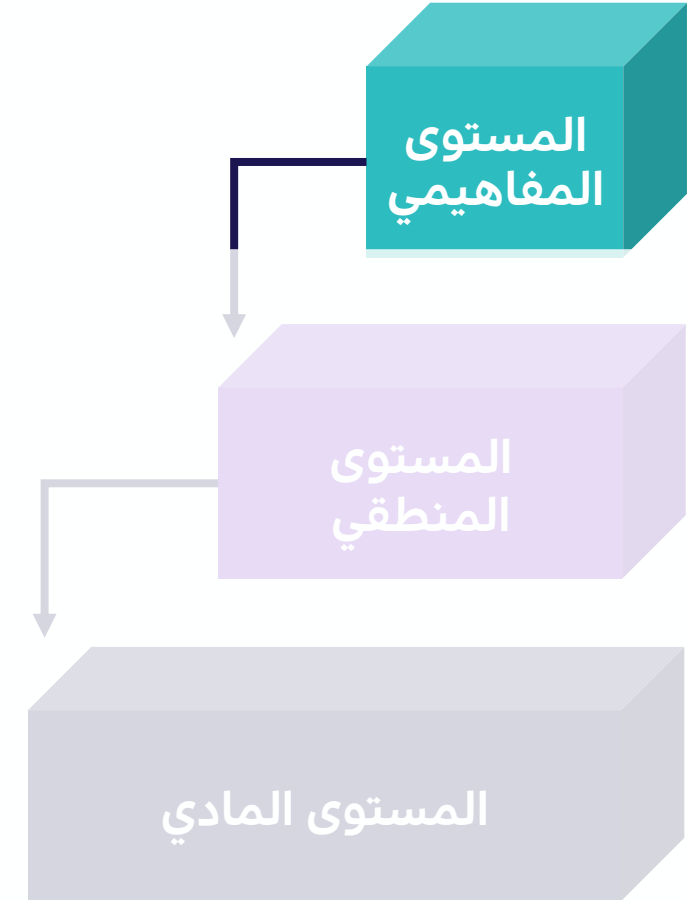 المستوى
المفاهيمي
المستوى
المنطقي
المستوى المادي